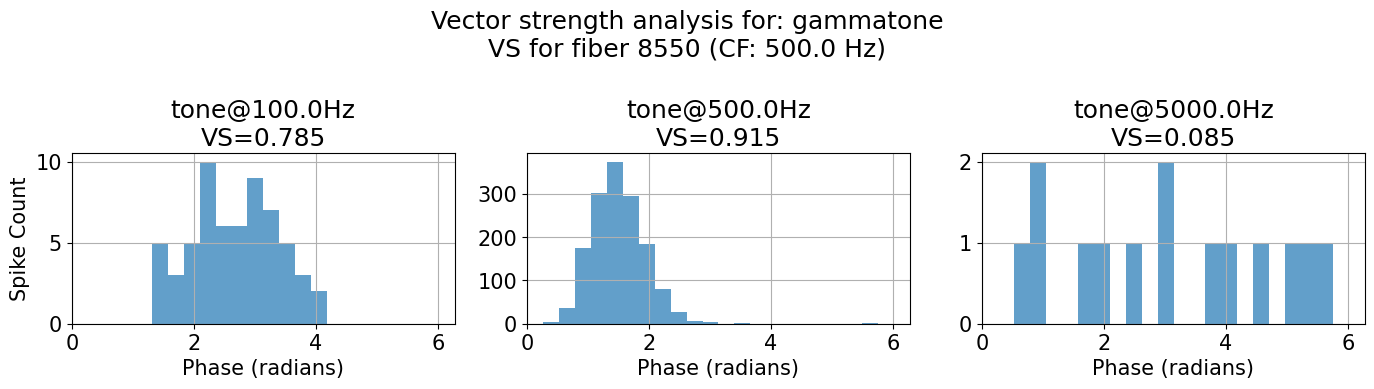 Vector strength analysis for: gammatone
VS for fiber 8550 (CF: 500.0 Hz)
tone@100.0Hz
VS=0.785
tone@500.0Hz
VS=0.915
tone@5000.0Hz
VS=0.085
Spike Count
10
5
0
0
2
4
6
Phase (radians)
300
200
100
0
0
2
4
6
Phase (radians)
2
1
0
0
2
4
6
Phase (radians)